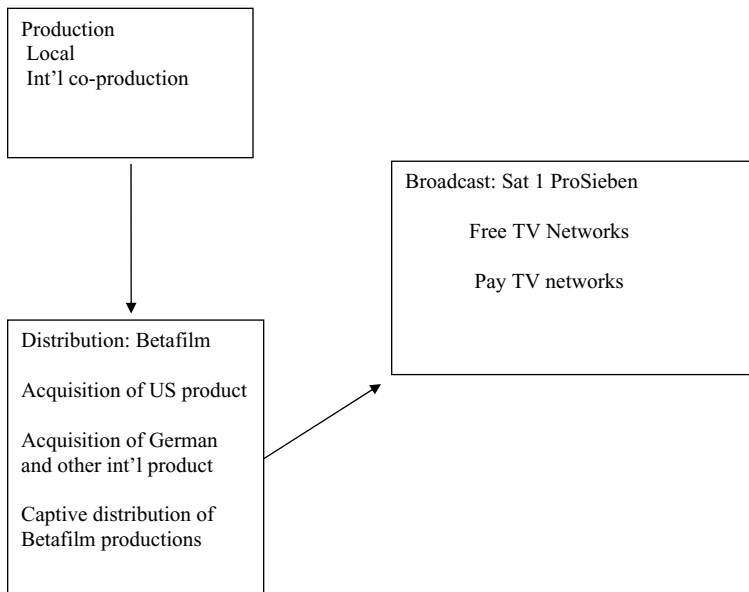 Production
Local
Int'l co-production
Broadcast: Sat 1 ProSieben
Free TV Networks
Pay TV networks
Distribution: Betafilm
Acquisition of US product
Acquisition of German
and other int'l product
Captive distribution of
Betafilm productions